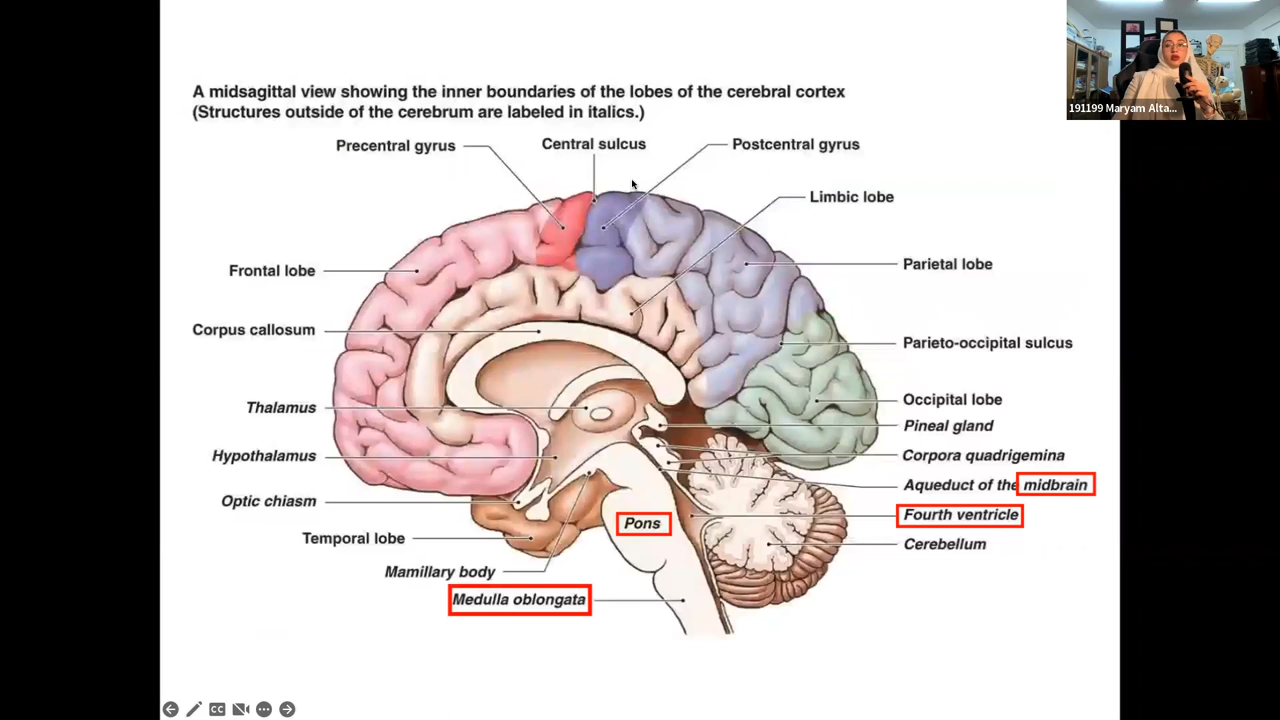 A midsagittal view showing the inner boundaries of the lobes of the cerebral cortex
(Structures outside of the cerebrum are labeled in italics.)
Precentral gyrus
Central sulcus
Postcentral gyrus
Limbic lobe
Frontal lobe
Parietal lobe
Corpus callosum
Parieto-occipital sulcus
Thalamus
Occipital lobe
Pineal gland
Hypothalamus
Corpora quadrigemina
Aqueduct of the midbrain
Optic chiasm
Fourth ventricle
Pons
Temporal lobe
Cerebellum
Mamillary body
Medulla oblongata
191199 Maryam Alta...
CC